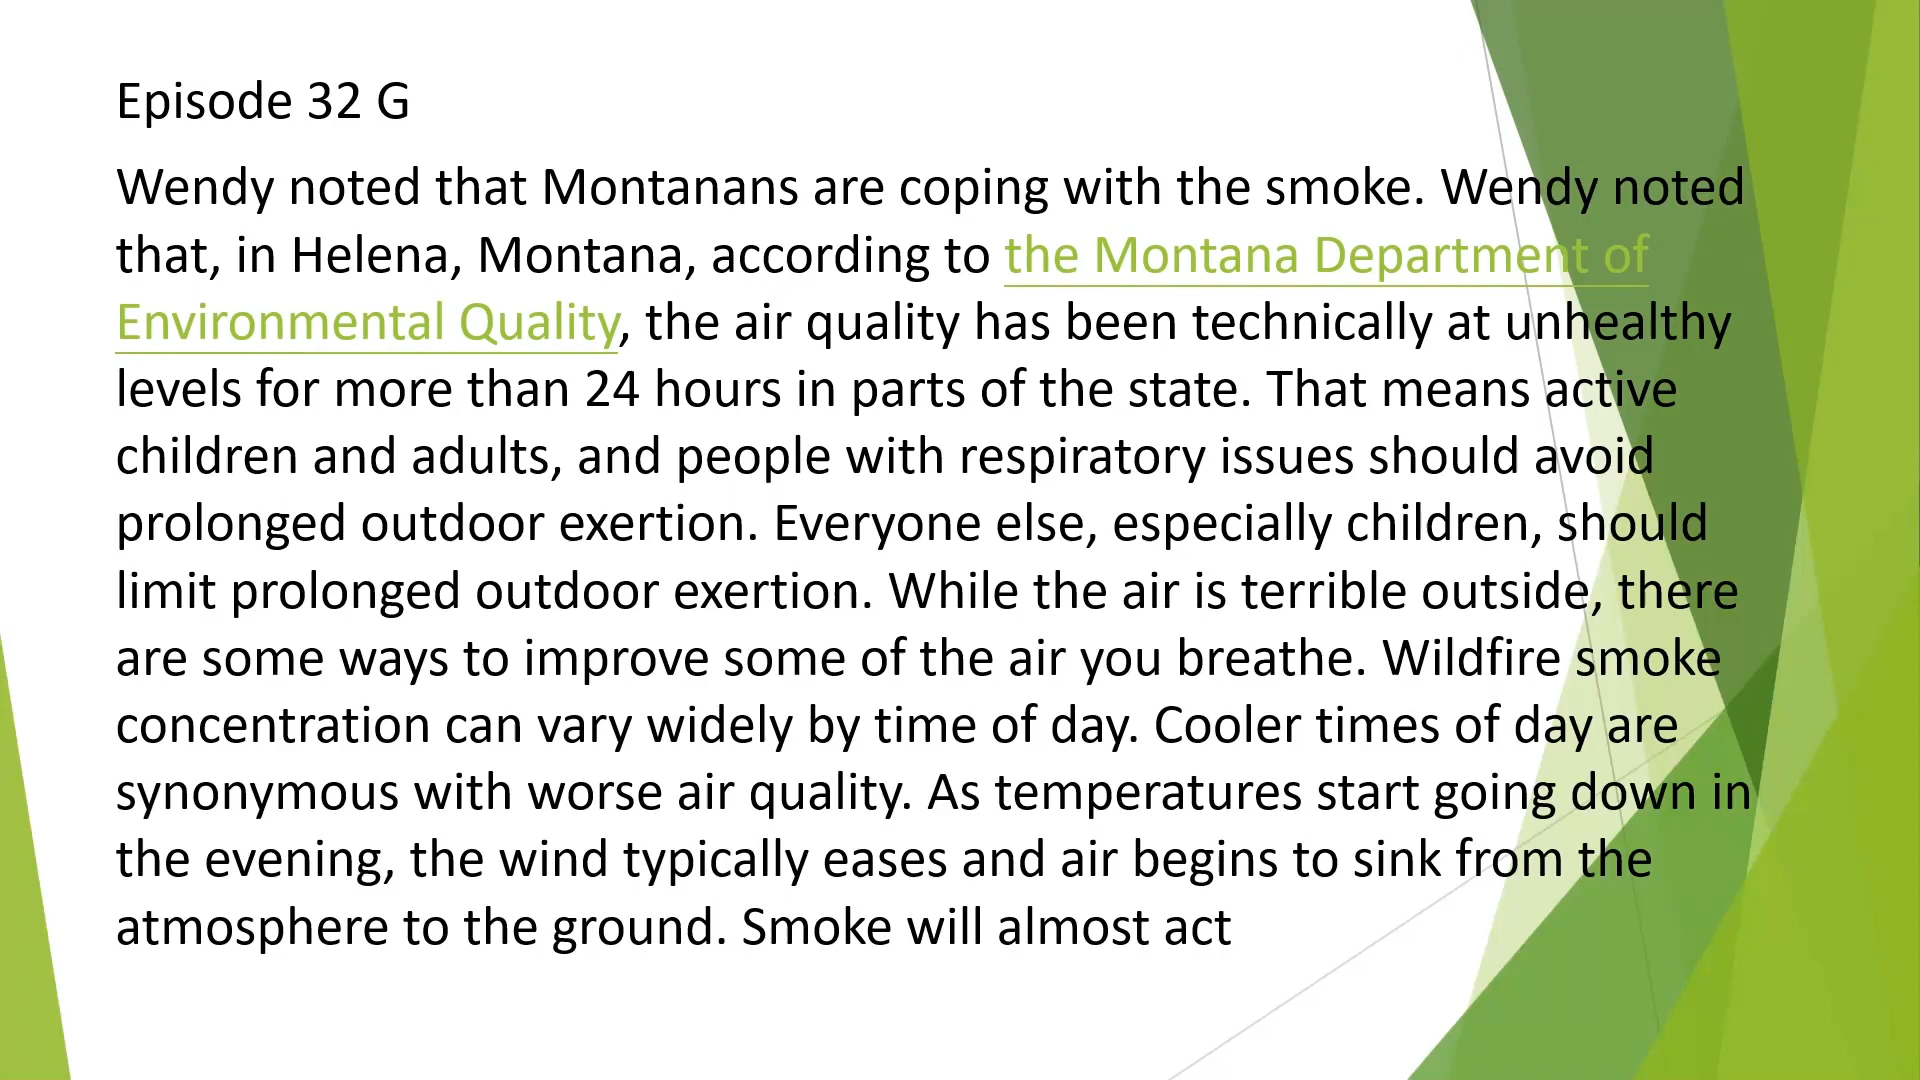 Episode 32 G
Wendy noted that Montanans are coping with the smoke. Wendy noted
that, in Helena, Montana, according to the Montana Department of
Environmental Quality, the air quality has been technically at unhealthy
levels for more than 24 hours in parts of the state. That means active
children and adults, and people with respiratory issues should avoid
prolonged outdoor exertion. Everyone else, especially children, should
limit prolonged outdoor exertion. While the air is terrible outside, there
are some ways to improve some of the air you breathe. Wildfire smoke
concentration can vary widely by time of day. Cooler times of day are
synonymous with worse air quality. As temperatures start going down in
the evening, the wind typically eases and air begins to sink from the
atmosphere to the ground. Smoke will almost act